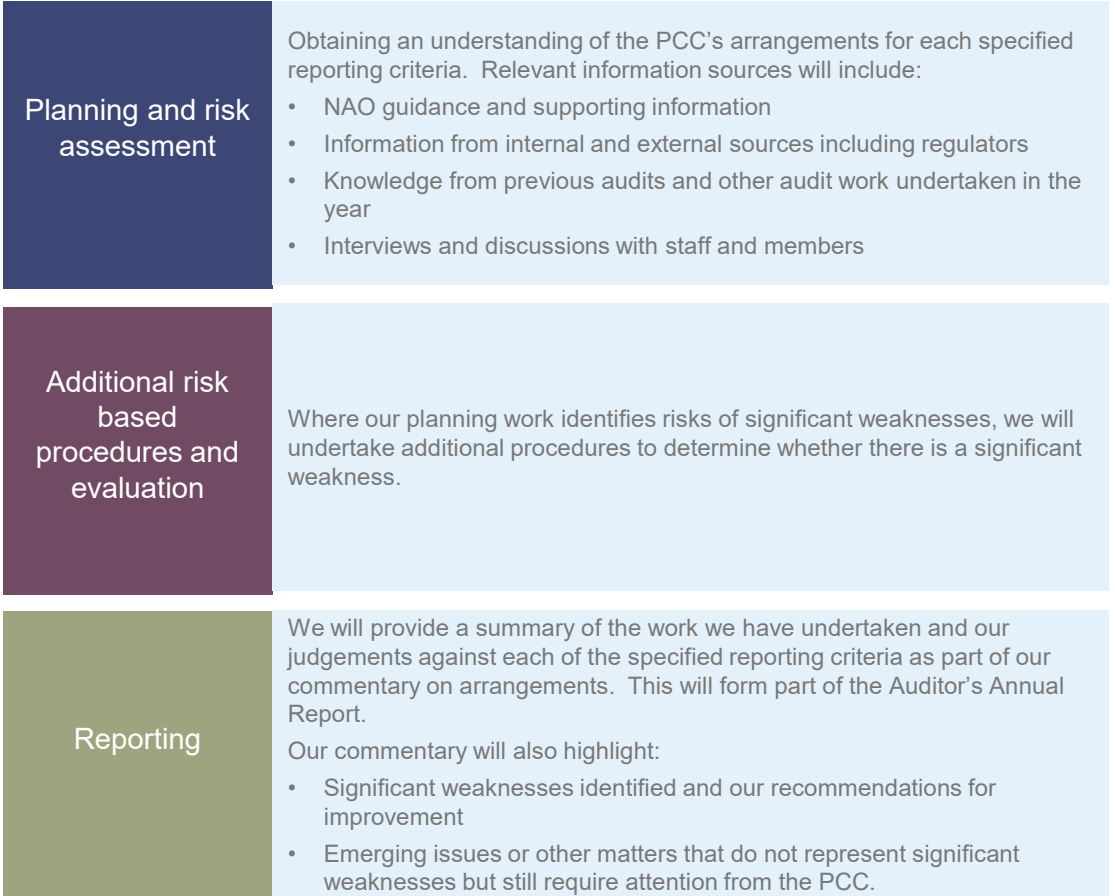 Planning and risk
assessment
Obtaining an understanding of the PCC's arrangements for each specified
reporting criteria.  Relevant information sources will include:
• NAO guidance and supporting information
• Information from internal and external sources including regulators
• Knowledge from previous audits and other audit work undertaken in the
year
• Interviews and discussions with staff and members
Additional risk
based
procedures and
evaluation
Where our planning work identifies risks of significant weaknesses, we will
undertake additional procedures to determine whether there is a significant
weakness.
Reporting
We will provide a summary of the work we have undertaken and our
judgements against each of the specified reporting criteria as part of our
commentary on arrangements.  This will form part of the Auditor's Annual
Report.
Our commentary will also highlight:
• Significant weaknesses identified and our recommendations for
improvement
• Emerging issues or other matters that do not represent significant
weaknesses but still require attention from the PCC.